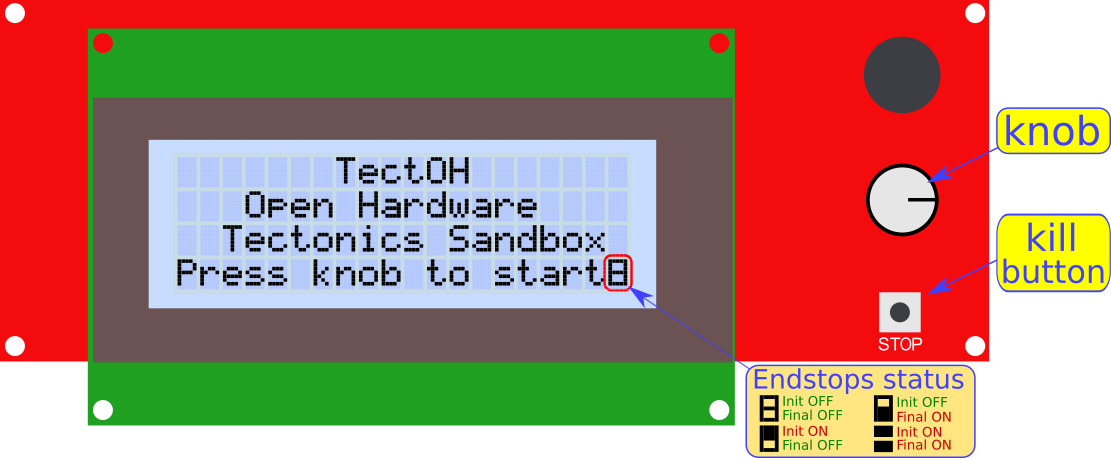 TectOH
Open Hardware
Tectonics Sandbox
Press knob to start
knob
kill
button
STOP
Endstops status
Init OFF
Final OFF
Init OFF
Final ON
Init ON
Final OFF
Init ON
Final ON